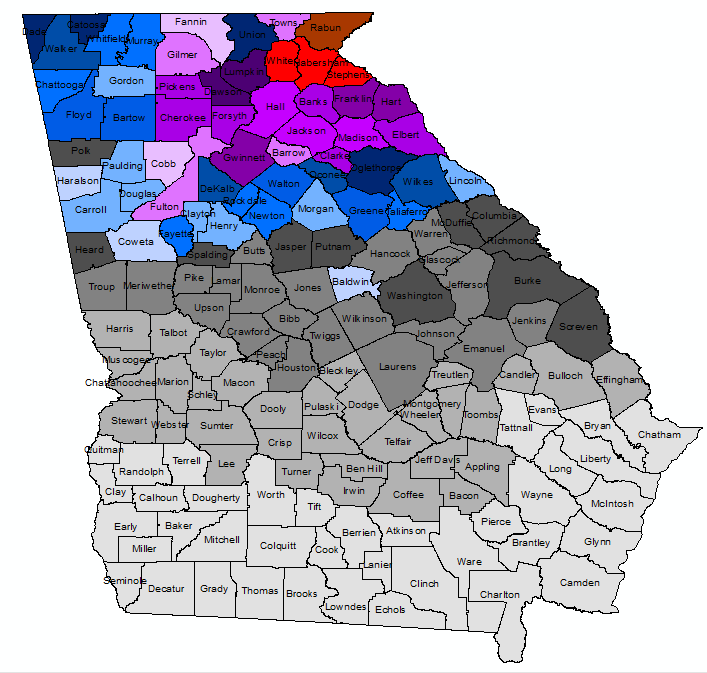 Dade
Catoosa
Fannin
Towns
Rabun
Union
Walker
Whitfield
Murray
Gilmer
White
Habersham
Stephens
Lumpkin
Chattooga
Gordon
Pickens
Dawson
Hall
Banks
Franklin
Hart
Floyd
Bartow
Cherokee
Forsyth
Jackson
Madison
Elbert
Polk
Paulding
Cobb
Gwinnett
Barrow
Clarke
Oconee
Oglethorpe
Haralson
Douglas
DeKalb
Walton
Wilkes
Lincoln
Carroll
Fulton
Clayton
Rockdale
Newton
Morgan
Greene
Taliaferro
Coweta
Fayette
Henry
McDuffie
Columbia
Heard
Spalding
Butts
Jasper
Putnam
Hancock
Warren
Richmond
Glascock
Troup
Meriwether
Pike
Lamar
Monroe
Jones
Baldwin
Washington
Jefferson
Burke
Upson
Bibb
Wilkinson
Harris
Talbot
Crawford
Twiggs
Johnson
Jenkins
Screven
Taylor
Peach
Emanuel
Muscogee
Houston
Bleckley
Laurens
Treutlen
Candler
Bulloch
Effingham
Chattahoochee
Marion
Schley
Macon
Dooly
Pulaski
Dodge
Montgomery
Wheeler
Toombs
Evans
Tattnall
Stewart
Webster
Sumter
Crisp
Wilcox
Telfair
Bryan
Chatham
Quitman
Randolph
Terrell
Lee
Turner
Ben Hill
Jeff Davis
Appling
Long
Liberty
Clay
Calhoun
Dougherty
Worth
Irwin
Coffee
Bacon
Wayne
McIntosh
Tift
Early
Baker
Mitchell
Colquitt
Berrien
Atkinson
Pierce
Brantley
Glynn
Miller
Cook
Lanier
Ware
Seminole
Decatur
Grady
Thomas
Brooks
Lowndes
Echols
Clinch
Charlton
Camden